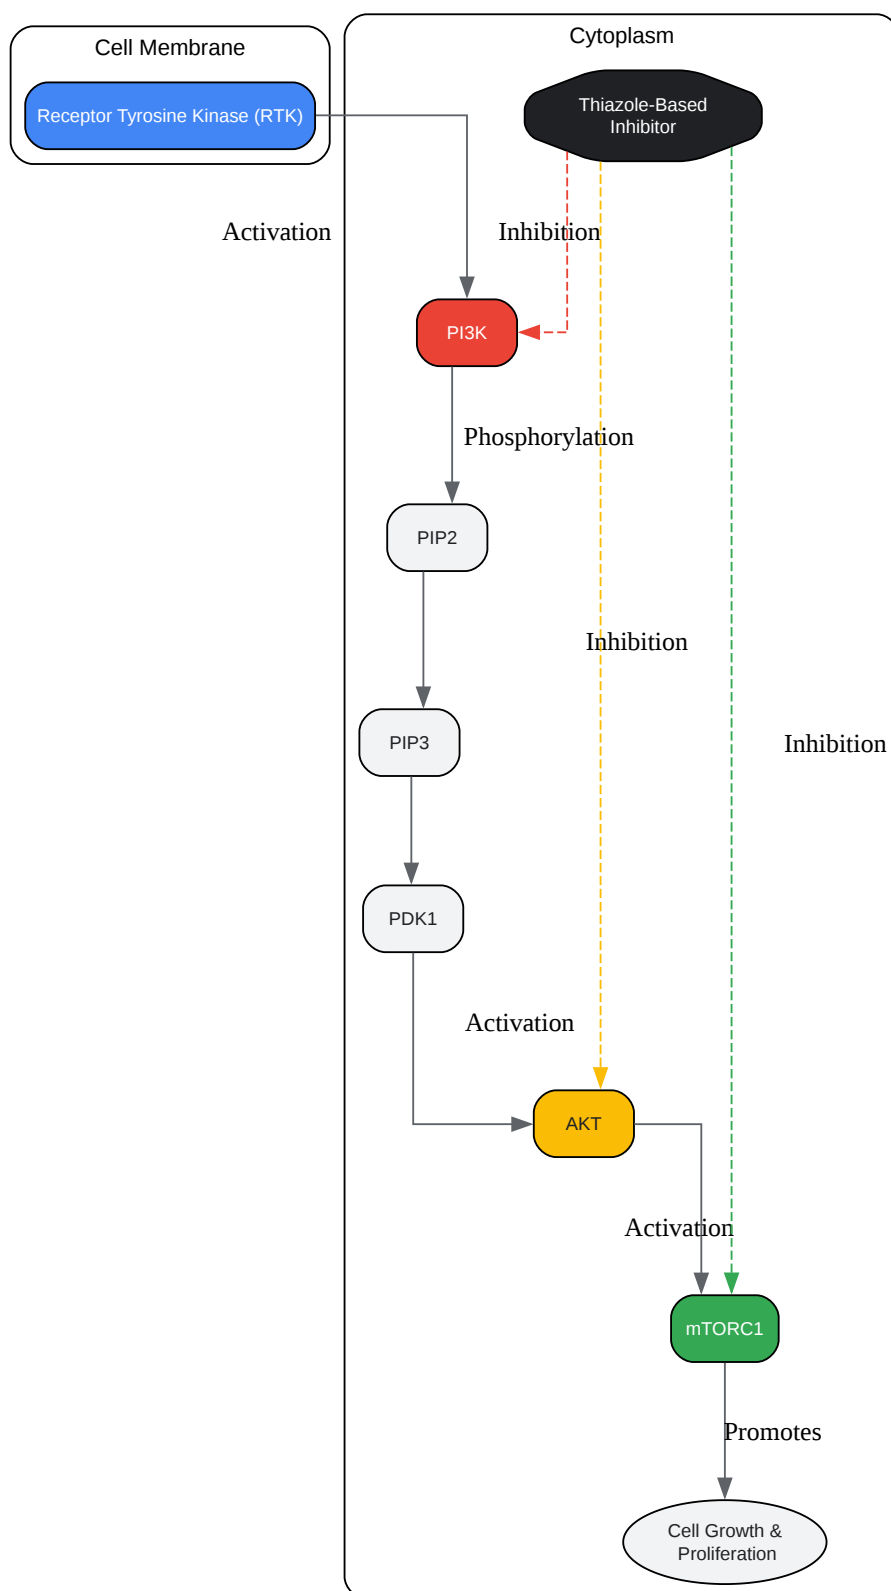 Cell Membrane
Cytoplasm
Receptor Tyrosine Kinase (RTK)
Thiazole-Based
Inhibitor
Activation
Inhibition
PI3K
Phosphorylation
PIP2
Inhibition
PIP3
Inhibition
PDK1
Activation
AKT
Activation
mTORC1
Promotes
Cell Growth &
Proliferation